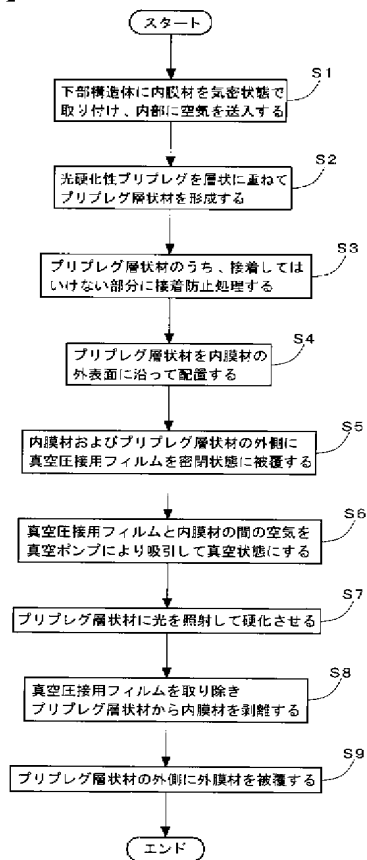 スタート
S1
下部構造体に内膜材を気密状態で
取り付け、内部に空気を送入する
S2
光硬化性プリプレグを層状に重ねて
プリプレグ層状材を形成する
S3
プリプレグ層状材のうち、接着しては
いけない部分に接着防止処理する
S4
プリプレグ層状材を内膜材の
外表面に沿って配置する
S5
内膜材およびプリプレグ層状材の外側に
真空圧接用フィルムを密閉状態に被覆する
S6
真空圧接用フィルムと内膜材の間の空気を
真空ポンプにより吸引して真空状態にする
S7
プリプレグ層状材に光を照射して硬化させる
S8
真空圧接用フィルムを取り除き
プリプレグ層状材から内膜材を剥離する
S9
プリプレグ層状材の外側に外膜材を被覆する
エンド